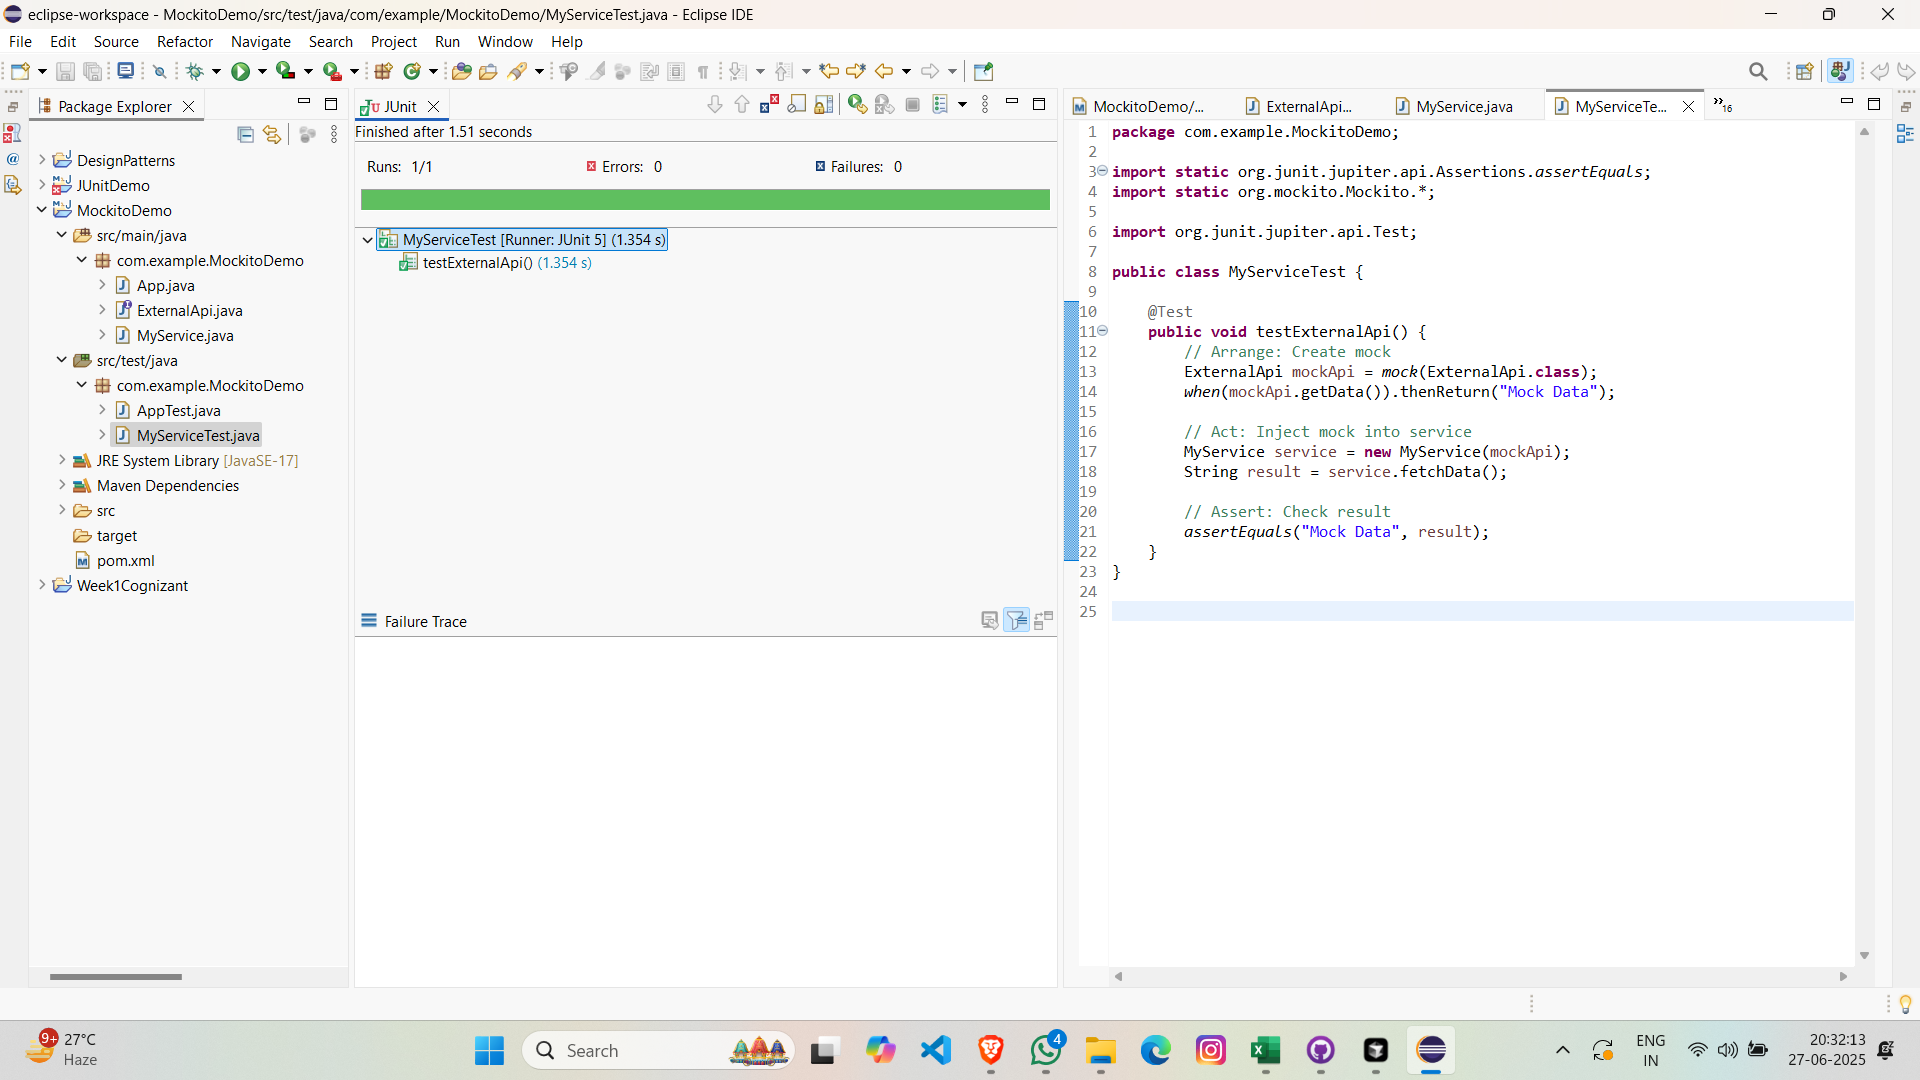 eclipse-workspace - MockitoDemo/src/test/java/com/example/MockitoDemo/MyServiceTest.java - Eclipse IDE
File Edit Source Refactor Navigate Search Project Run Window Help
Package Explorer
DesignPatterns
JUnitDemo
MockitoDemo
src/main/java
com.example.MockitoDemo
App.java
ExternalApi.java
MyService.java
src/test/java
com.example.MockitoDemo
AppTest.java
MyServiceTest.java
JRE System Library [JavaSE-17]
Maven Dependencies
src
target
pom.xml
Week1Cognizant
JUnit
Finished after 1.51 seconds
Runs: 1/1 Errors: 0 Failures: 0
MyServiceTest [Runner: JUnit 5] (1.354 s)
testExternalApi() (1.354 s)
Failure Trace
MockitoDemo/... ExternalApi... MyService.java MyServiceTe... »16
1 package com.example.MockitoDemo;
2
3 import static org.junit.jupiter.api.Assertions.assertEquals;
4 import static org.mockito.Mockito.*;
5
6 import org.junit.jupiter.api.Test;
7
8 public class MyServiceTest {
9
10 @Test
11 public void testExternalApi() {
12 // Arrange: Create mock
13 ExternalApi mockApi = mock(ExternalApi.class);
14 when(mockApi.getData()).thenReturn("Mock Data");
15
16 // Act: Inject mock into service
17 MyService service = new MyService(mockApi);
18 String result = service.fetchData();
19
20 // Assert: Check result
21 assertEquals("Mock Data", result);
22 }
23 }
24
25
9+ 27°C
Haze
Search
4
ENG
IN
20:32:13
27-06-2025